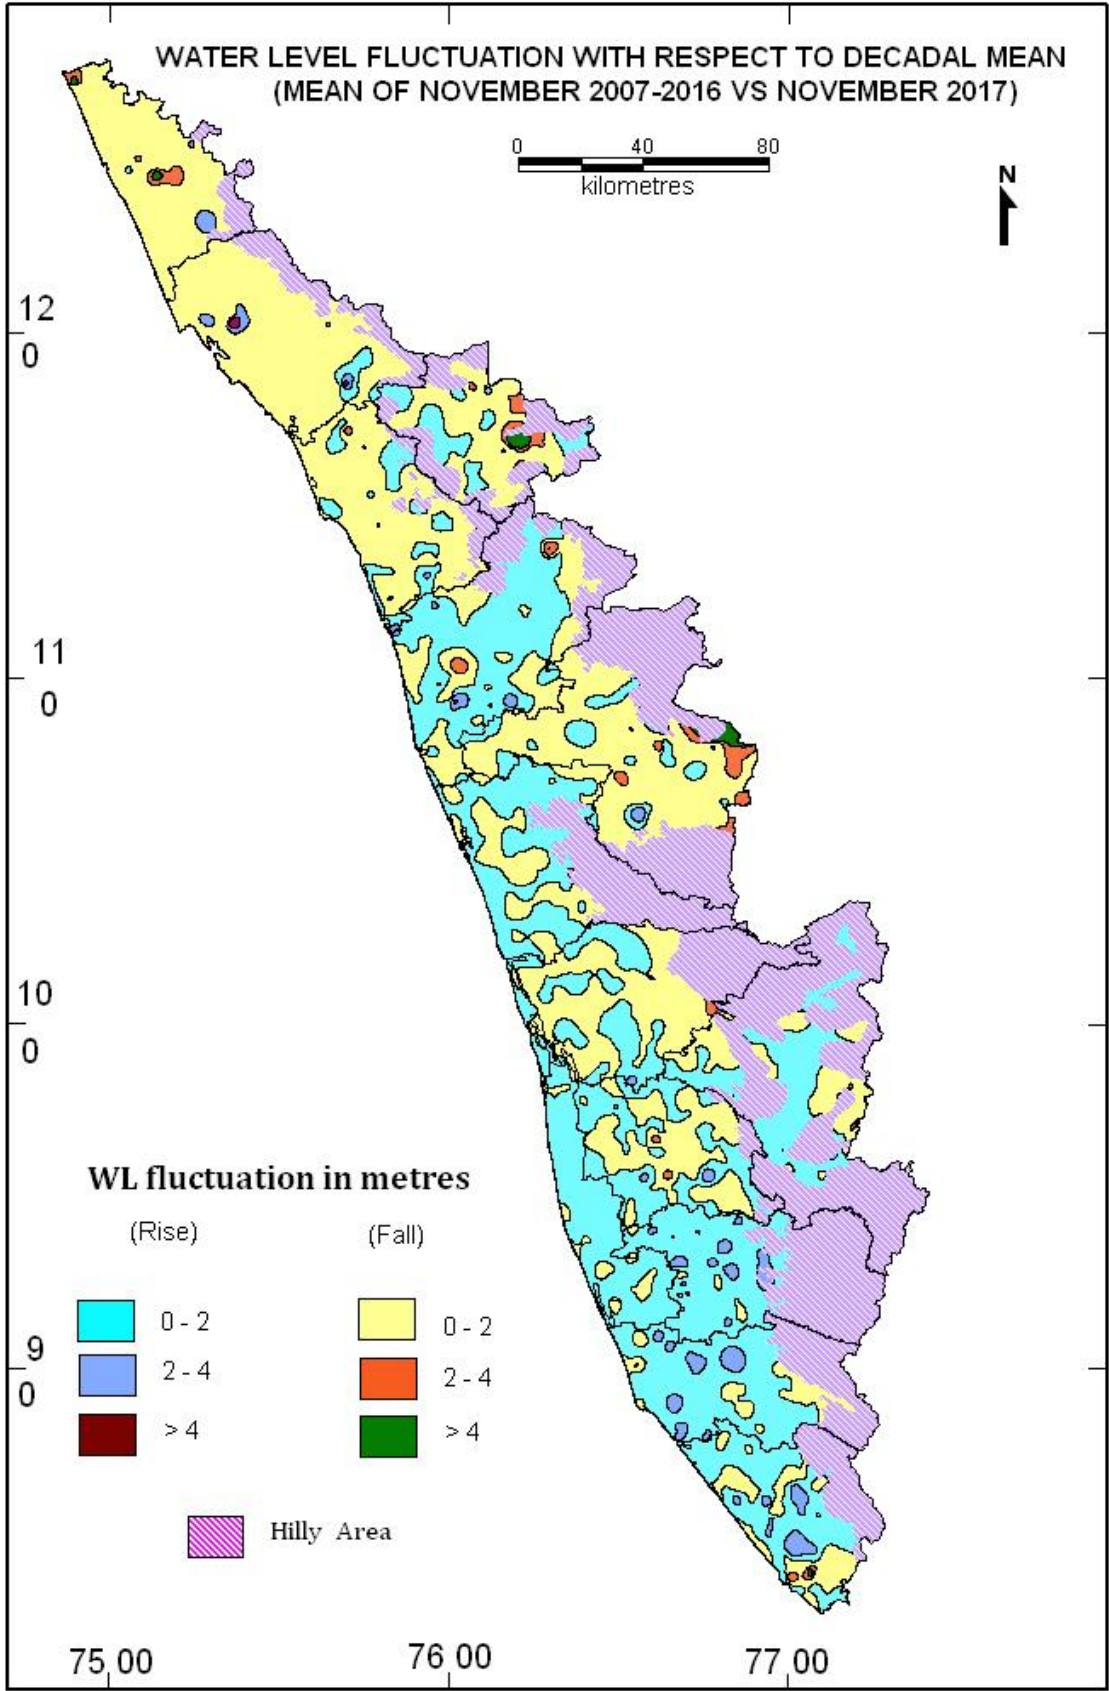 WATER LEVEL FLUCTUATION WITH RESPECT TO DECADAL MEAN
(MEAN OF NOVEMBER 2007-2016 VS NOVEMBER 2017)
0 40 80
kilometres
N
12
0
11
0
10
0
9
0
WL fluctuation in metres
(Rise) (Fall)
0 - 2 0 - 2
2 - 4 2 - 4
> 4 > 4
Hilly Area
75 00 76 00 77 00